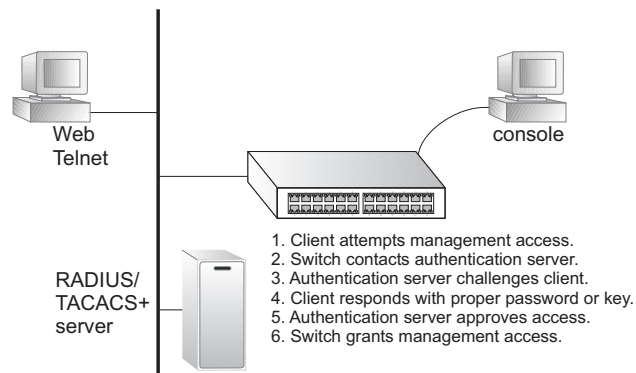 Web
Telnet
console
RADIUS/
TACACS+
server
1. Client attempts management access.
2. Switch contacts authentication server.
3. Authentication server challenges client.
4. Client responds with proper password or key.
5. Authentication server approves access.
6. Switch grants management access.